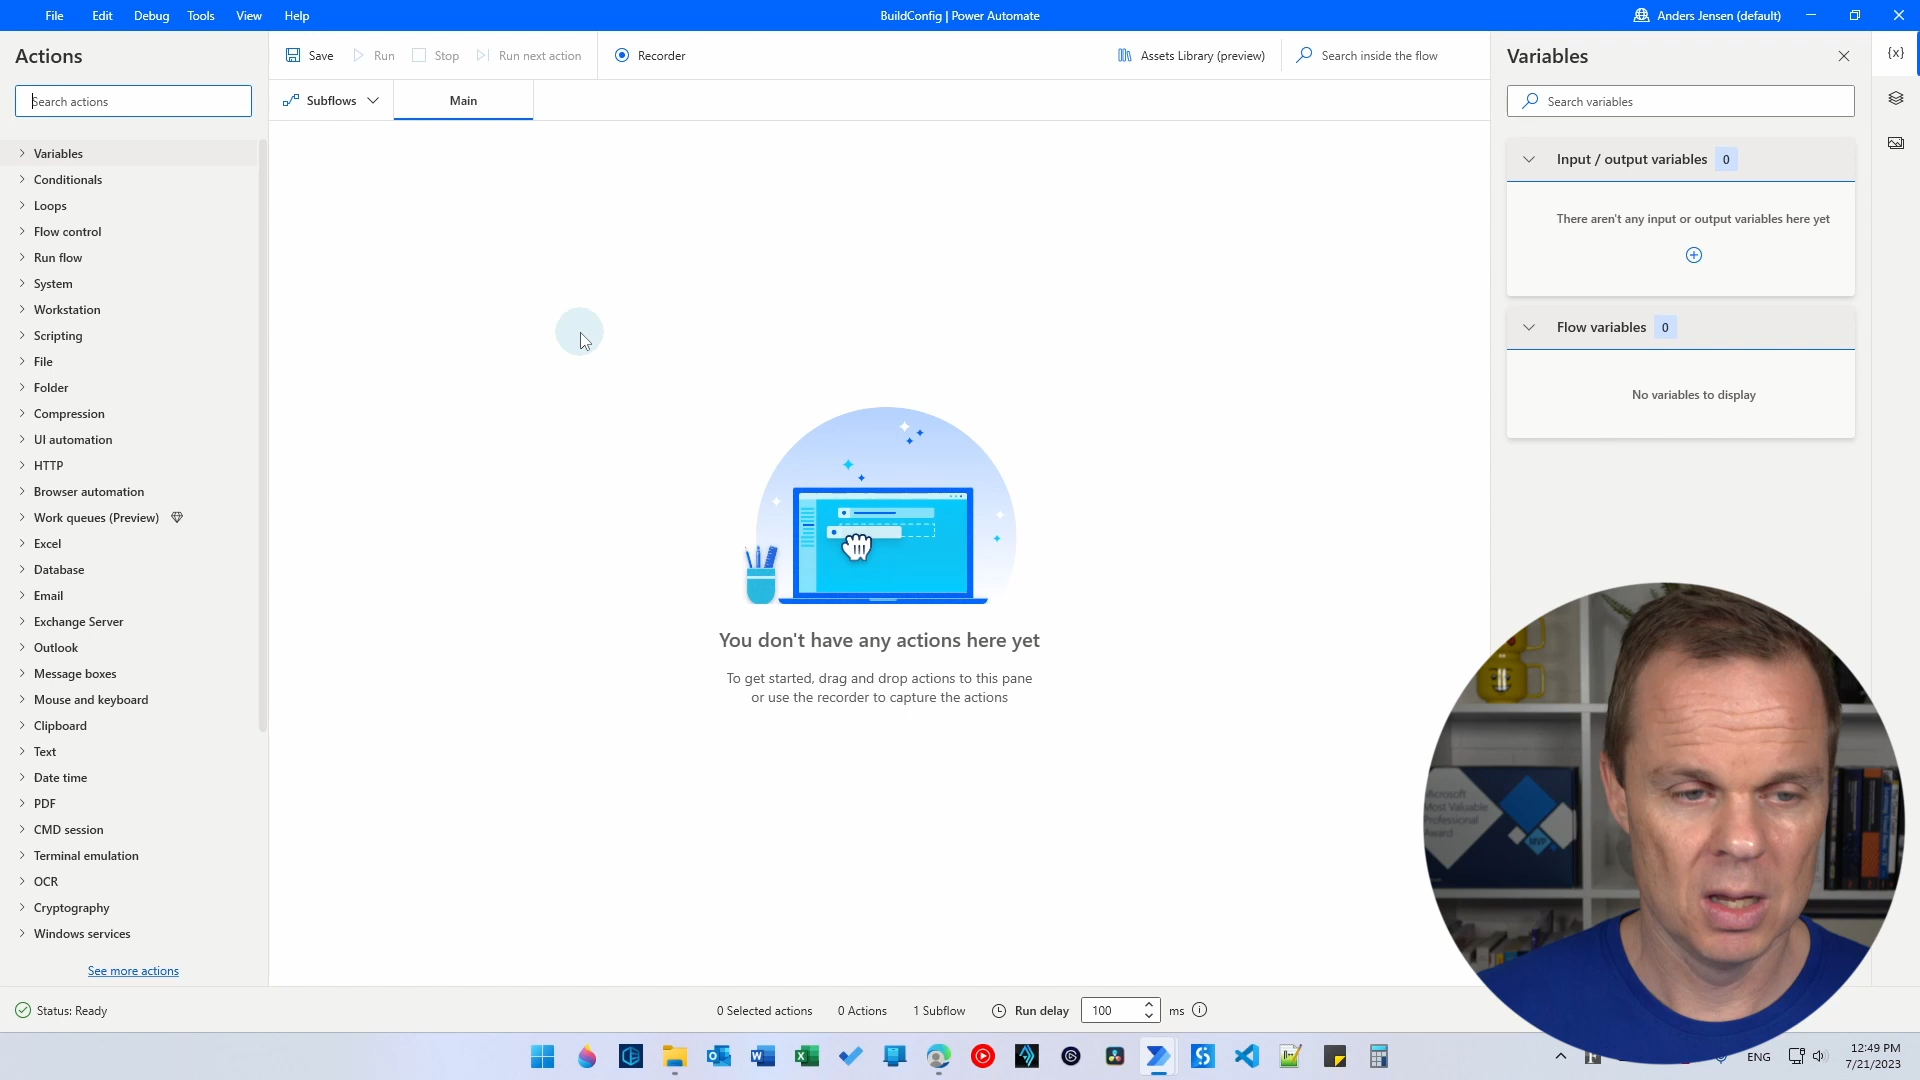 File Edit Debug Tools View Help
BuildConfig | Power Automate
Anders Jensen (default)
Actions
Search actions
Variables
Conditionals
Loops
Flow control
Run flow
System
Workstation
Scripting
File
Folder
Compression
UI automation
HTTP
Browser automation
Work queues (Preview)
Excel
Database
Email
Exchange Server
Outlook
Message boxes
Mouse and keyboard
Clipboard
Text
Date time
PDF
CMD session
Terminal emulation
OCR
Cryptography
Windows services
See more actions
Save Run Stop Run next action Recorder
Assets Library (preview) Search inside the flow
Subflows Main
You don't have any actions here yet
To get started, drag and drop actions to this pane
or use the recorder to capture the actions
Variables
{x}
Search variables
Input / output variables 0
There aren't any input or output variables here yet
Flow variables 0
No variables to display
Microsoft
Most Valuable
Professional
Award
MVP
Status: Ready
0 Selected actions 0 Actions 1 Subflow Run delay 100 ms
ENG
12:49 PM
7/21/2023